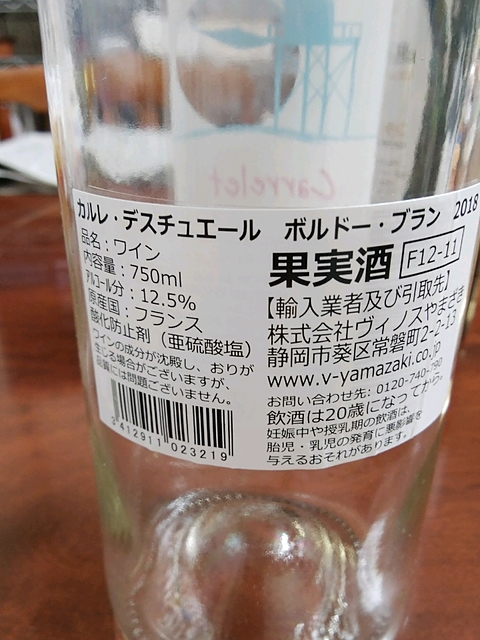 Carrelet
カルレ・デスチュエール ボルドー・ブラン 2018
品名：ワイン
内容量：750ml
アルコール分：12.5%
原産国：フランス
酸化防止剤（亜硫酸塩）
ワインの成分が沈殿し、おりが
生じる場合がございますが、
品質には問題ございません。
2 412911 023219
果実酒 F12-11
【輸入業者及び引取先】
株式会社ヴィノスやまざき
静岡市葵区常磐町2-2-13
www.v-yamazaki.co.jp
お問い合わせ先：0120-740-790
飲酒は20歳になってから。
妊娠中や授乳期の飲酒は、
胎児・乳児の発育に悪影響を
与えるおそれがあります。